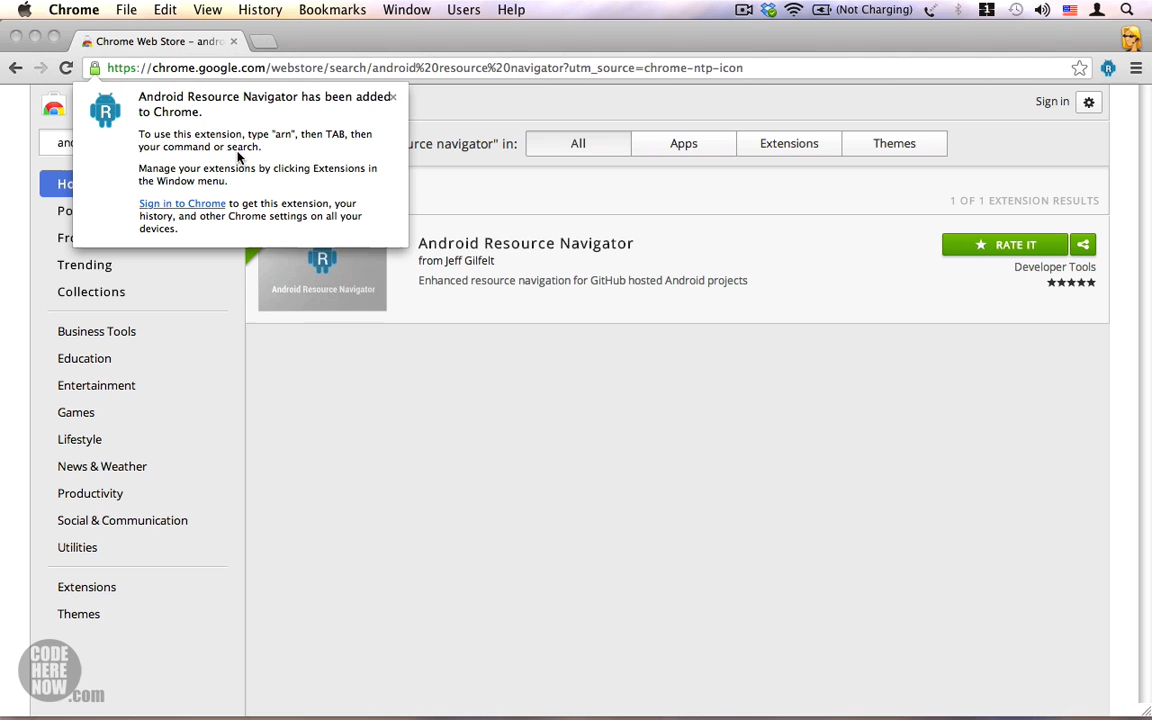 Chrome File Edit View History Bookmarks Window Users Help (Not Charging) 1
Chrome Web Store – andro
https://chrome.google.com/webstore/search/android%20resource%20navigator?utm_source=chrome-ntp-icon
Android Resource Navigator has been added
to Chrome.
To use this extension, type "arn", then TAB, then
your command or search.
Manage your extensions by clicking Extensions in
the Window menu.
Sign in to Chrome to get this extension, your
history, and other Chrome settings on all your
devices.
Sign in
and
rce navigator" in: All Apps Extensions Themes
Ho
Po
Fr
Trending
Collections
Business Tools
Education
Entertainment
Games
Lifestyle
News & Weather
Productivity
Social & Communication
Utilities
Extensions
Themes
1 OF 1 EXTENSION RESULTS
R
Android Resource Navigator
Android Resource Navigator
from Jeff Gilfelt
Enhanced resource navigation for GitHub hosted Android projects
RATE IT
Developer Tools
CODE
HERE
NOW
.com